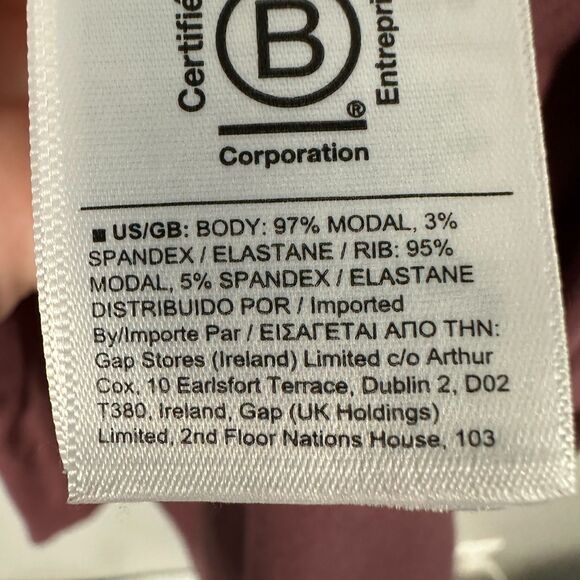 Certifié
B
Entrepri
®
Corporation
■ US/GB: BODY: 97% MODAL, 3%
SPANDEX / ELASTANE / RIB: 95%
MODAL, 5% SPANDEX / ELASTANE
DISTRIBUIDO POR / Imported
By/Importe Par / ΕΙΣΑΓΕΤΑΙ ΑΠΟ ΤΗΝ:
Gap Stores (Ireland) Limited c/o Arthur
Cox, 10 Earlsfort Terrace, Dublin 2, D02
T380, Ireland, Gap (UK Holdings)
Limited, 2nd Floor Nations House, 103